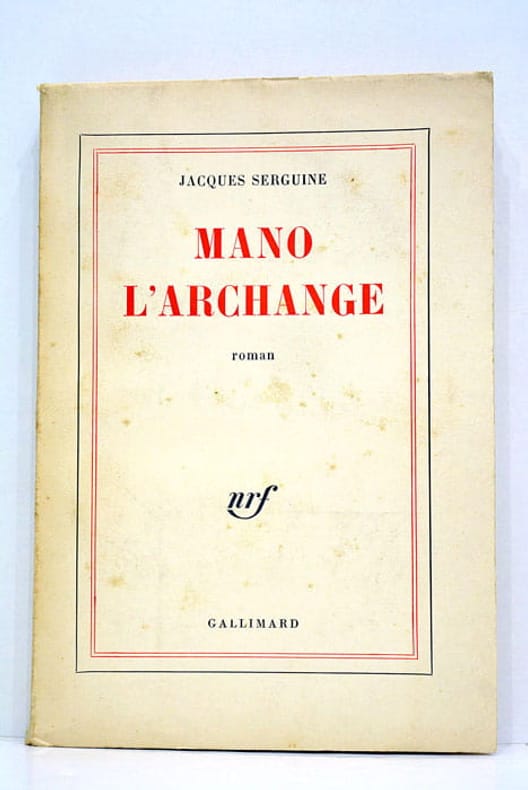 JACQUES SERGUINE
MANO
L'ARCHANGE
roman
nrf
GALLIMARD